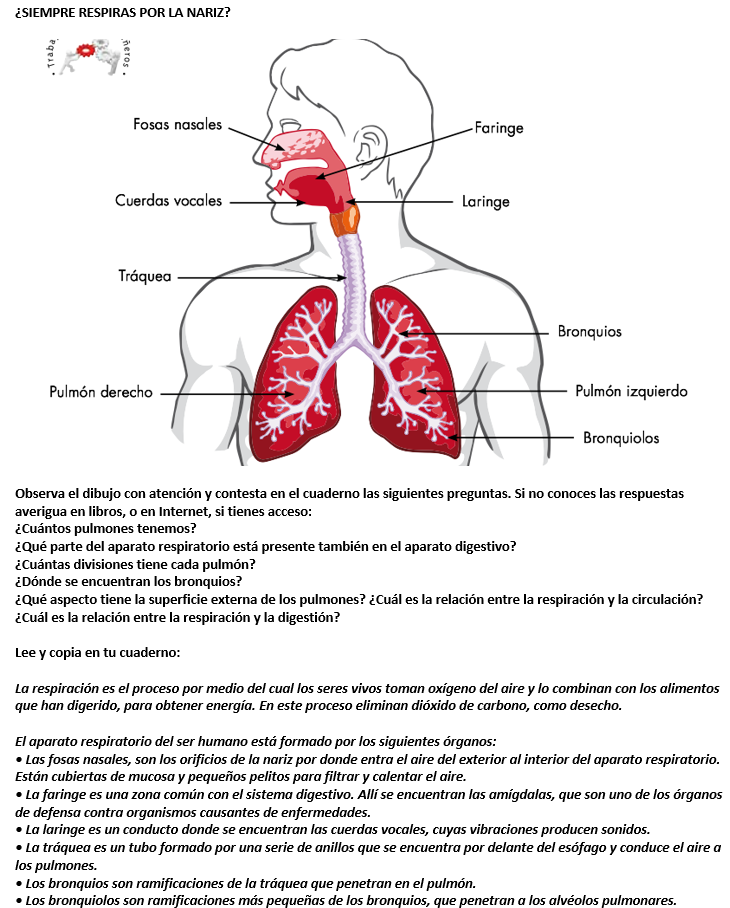 ¿SIEMPRE RESPIRAS POR LA NARIZ?
Traba
ñeros
Fosas nasales
Faringe
Cuerdas vocales
Laringe
Tráquea
Bronquios
Pulmón derecho
Pulmón izquierdo
Bronquiolos
Observa el dibujo con atención y contesta en el cuaderno las siguientes preguntas. Si no conoces las respuestas
averigua en libros, o en Internet, si tienes acceso:
¿Cuántos pulmones tenemos?
¿Qué parte del aparato respiratorio está presente también en el aparato digestivo?
¿Cuántas divisiones tiene cada pulmón?
¿Dónde se encuentran los bronquios?
¿Qué aspecto tiene la superficie externa de los pulmones? ¿Cuál es la relación entre la respiración y la circulación?
¿Cuál es la relación entre la respiración y la digestión?
Lee y copia en tu cuaderno:
La respiración es el proceso por medio del cual los seres vivos toman oxígeno del aire y lo combinan con los alimentos
que han digerido, para obtener energía. En este proceso eliminan dióxido de carbono, como desecho.
El aparato respiratorio del ser humano está formado por los siguientes órganos:
• Las fosas nasales, son los orificios de la nariz por donde entra el aire del exterior al interior del aparato respiratorio.
Están cubiertas de mucosa y pequeños pelitos para filtrar y calentar el aire.
• La faringe es una zona común con el sistema digestivo. Allí se encuentran las amígdalas, que son uno de los órganos
de defensa contra organismos causantes de enfermedades.
• La laringe es un conducto donde se encuentran las cuerdas vocales, cuyas vibraciones producen sonidos.
• La tráquea es un tubo formado por una serie de anillos que se encuentra por delante del esófago y conduce el aire a
los pulmones.
• Los bronquios son ramificaciones de la tráquea que penetran en el pulmón.
• Los bronquiolos son ramificaciones más pequeñas de los bronquios, que penetran a los alvéolos pulmonares.